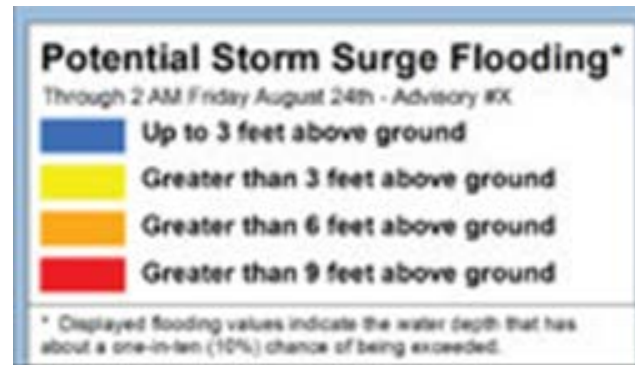 Potential Storm Surge Flooding*
Through 2 AM Friday August 24th - Advisory #X
Up to 3 feet above ground
Greater than 3 feet above ground
Greater than 6 feet above ground
Greater than 9 feet above ground
* Displayed flooding values indicate the water depth that has
about a one-in-ten (10%) chance of being exceeded.